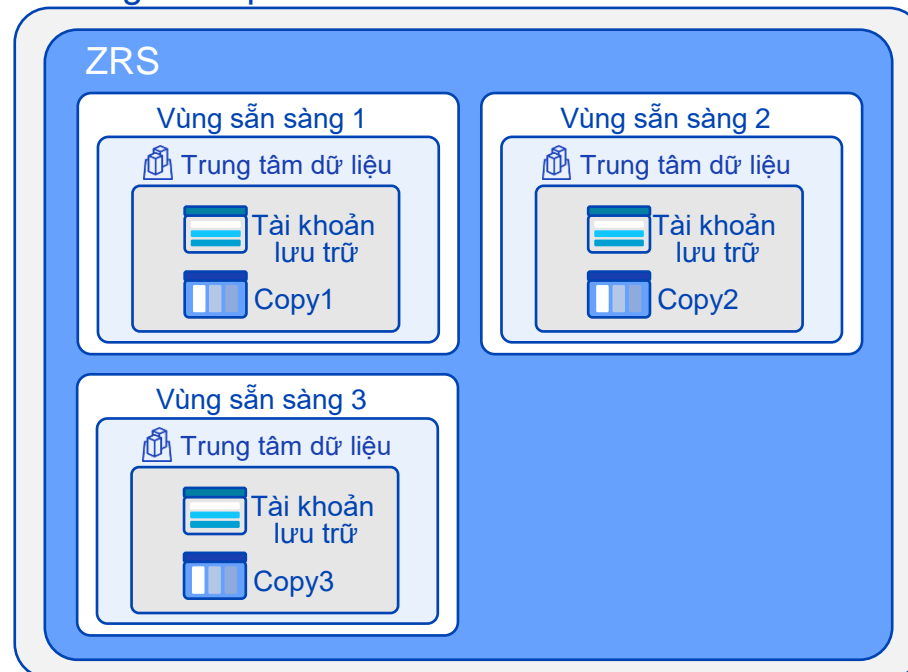 ZRS
Vùng sẵn sàng 1
Trung tâm dữ liệu
Tài khoản
lưu trữ
Copy1
Vùng sẵn sàng 2
Trung tâm dữ liệu
Tài khoản
lưu trữ
Copy2
Vùng sẵn sàng 3
Trung tâm dữ liệu
Tài khoản
lưu trữ
Copy3